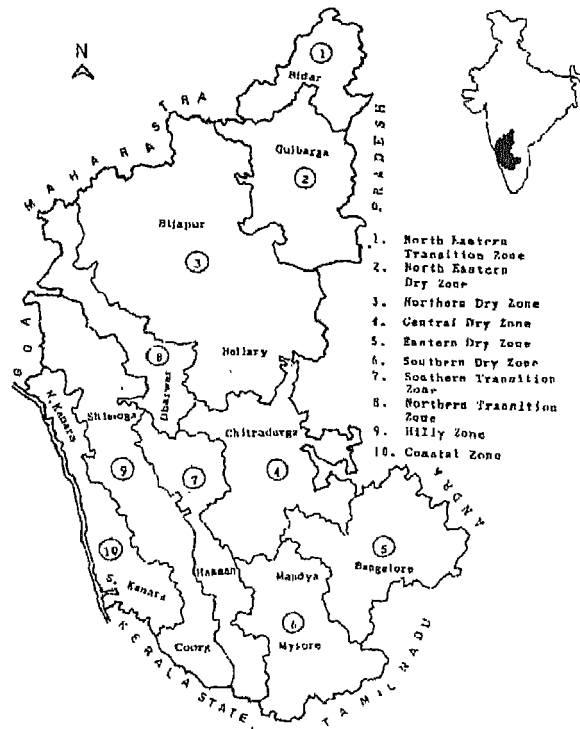 N
1
Bidar
MAHARASTRA
PRADESH
Gulbarga
2
Bijapur
3
1. North Eastern
Transition Zone
2. North Eastern
Dry Zone
3. Northern Dry Zone
4. Central Dry Zone
5. Eastern Dry Zone
6. Southern Dry Zone
7. Southern Transition
Zone
8. Northern Transition
Zone
9. Hilly Zone
10. Coastal Zone
GOA
8
Dharwar
Bellary
N. Kanara
Shimoga
Chitradurga
9
7
4
ANDRA
10
S. Kanara
Hassan
Mandya
5
Bangalore
6
Mysore
Coorg
KERALA STATE.
TAMIL NADU